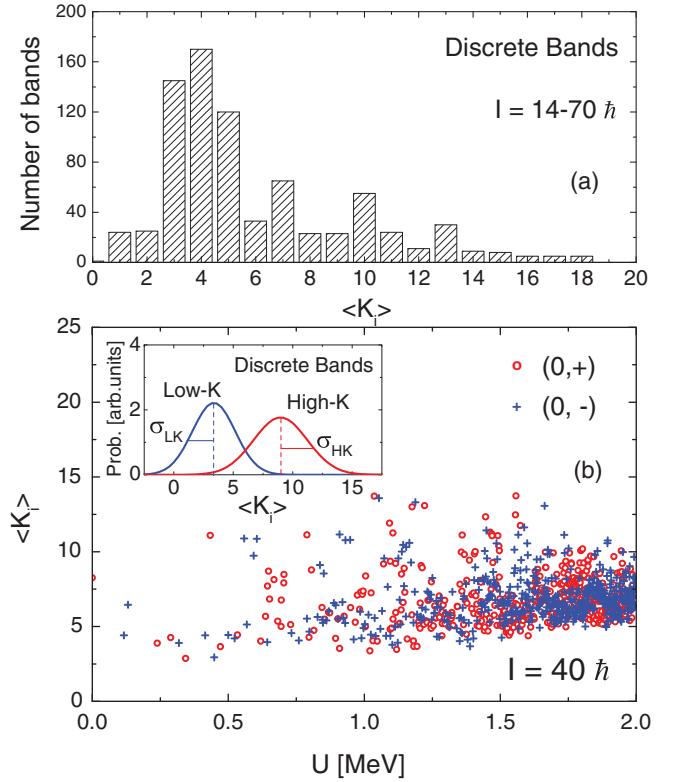 200
160
120
80
40
0
Number of bands
Discrete Bands
I = 14-70 ℏ
(a)
0 2 4 6 8 10 12 14 16 18 20
<K_i>
25
20
15
10
5
0
<K_i>
4
2
0
Prob. [arb.units]
Discrete Bands
Low-K
High-K
σ_LK
σ_HK
0 5 10 15
<K_i>
(0,+)
(0, -)
(b)
I = 40 ℏ
0.0 0.5 1.0 1.5 2.0
U [MeV]